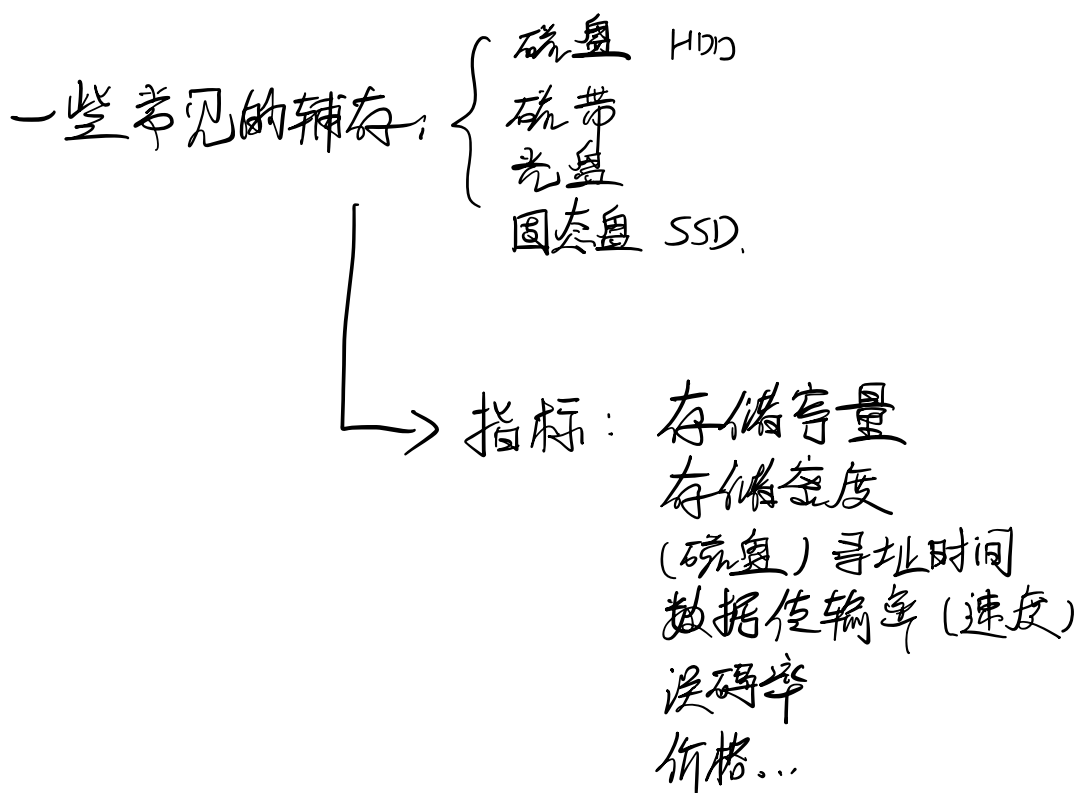 一些常见的辅存：
磁盘 HDD
磁带
光盘
固态盘 SSD.
指标：
存储容量
存储密度
(磁盘) 寻址时间
数据传输率 (速度)
误码率
价格...